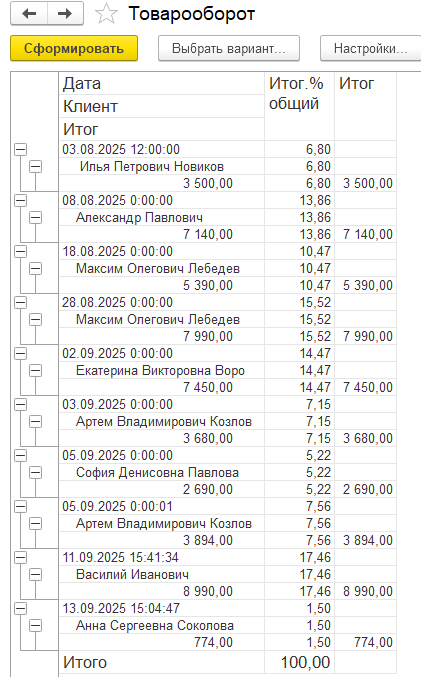 Товарооборот
Сформировать Выбрать вариант... Настройки...
Дата Итог.% Итог
Клиент общий
Итог
03.08.2025 12:00:00 6,80
Илья Петрович Новиков 6,80
3 500,00 6,80 3 500,00
08.08.2025 0:00:00 13,86
Александр Павлович 13,86
7 140,00 13,86 7 140,00
18.08.2025 0:00:00 10,47
Максим Олегович Лебедев 10,47
5 390,00 10,47 5 390,00
28.08.2025 0:00:00 15,52
Максим Олегович Лебедев 15,52
7 990,00 15,52 7 990,00
02.09.2025 0:00:00 14,47
Екатерина Викторовна Воро 14,47
7 450,00 14,47 7 450,00
03.09.2025 0:00:00 7,15
Артем Владимирович Козлов 7,15
3 680,00 7,15 3 680,00
05.09.2025 0:00:00 5,22
София Денисовна Павлова 5,22
2 690,00 5,22 2 690,00
05.09.2025 0:00:01 7,56
Артем Владимирович Козлов 7,56
3 894,00 7,56 3 894,00
11.09.2025 15:41:34 17,46
Василий Иванович 17,46
8 990,00 17,46 8 990,00
13.09.2025 15:04:47 1,50
Анна Сергеевна Соколова 1,50
774,00 1,50 774,00
Итого 100,00